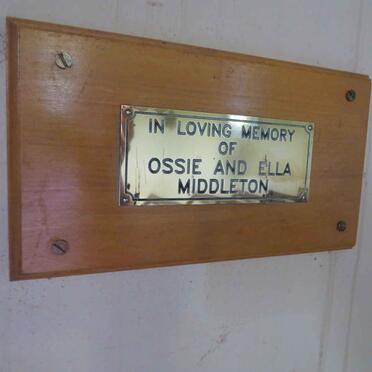 IN LOVING MEMORY
OF
OSSIE AND ELLA
MIDDLETON